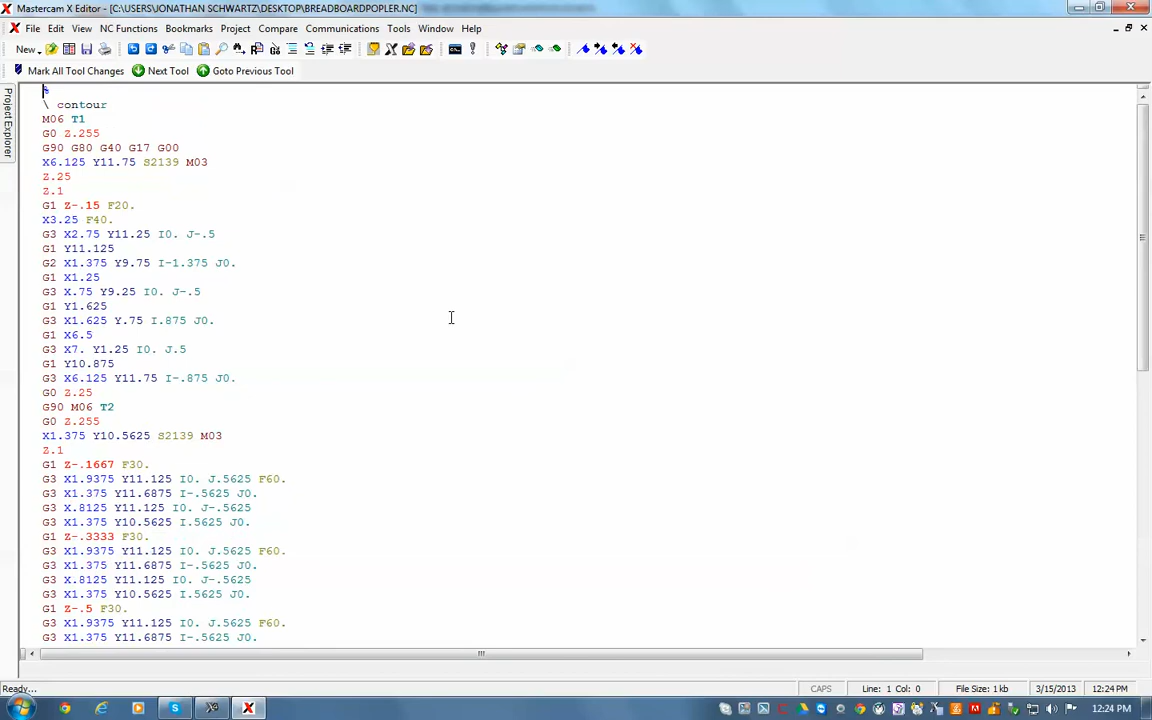 Mastercam X Editor - [C:\USERS\JONATHAN SCHWARTZ\DESKTOP\BREADBOARDPOPLER.NC]
File Edit View NC Functions Bookmarks Project Compare Communications Tools Window Help
New
Mark All Tool Changes Next Tool Goto Previous Tool
Project Explorer
%
\ contour
M06 T1
G0 Z.255
G90 G80 G40 G17 G00
X6.125 Y11.75 S2139 M03
Z.25
Z.1
G1 Z-.15 F20.
X3.25 F40.
G3 X2.75 Y11.25 I0. J-.5
G1 Y11.125
G2 X1.375 Y9.75 I-1.375 J0.
G1 X1.25
G3 X.75 Y9.25 I0. J-.5
G1 Y1.625
G3 X1.625 Y.75 I.875 J0.
G1 X6.5
G3 X7. Y1.25 I0. J.5
G1 Y10.875
G3 X6.125 Y11.75 I-.875 J0.
G0 Z.25
G90 M06 T2
G0 Z.255
X1.375 Y10.5625 S2139 M03
Z.1
G1 Z-.1667 F30.
G3 X1.9375 Y11.125 I0. J.5625 F60.
G3 X1.375 Y11.6875 I-.5625 J0.
G3 X.8125 Y11.125 I0. J-.5625
G3 X1.375 Y10.5625 I.5625 J0.
G1 Z-.3333 F30.
G3 X1.9375 Y11.125 I0. J.5625 F60.
G3 X1.375 Y11.6875 I-.5625 J0.
G3 X.8125 Y11.125 I0. J-.5625
G3 X1.375 Y10.5625 I.5625 J0.
G1 Z-.5 F30.
G3 X1.9375 Y11.125 I0. J.5625 F60.
G3 X1.375 Y11.6875 I-.5625 J0.
Ready... CAPS Line: 1 Col: 0 File Size: 1 kb 3/15/2013 12:24 PM
12:24 PM